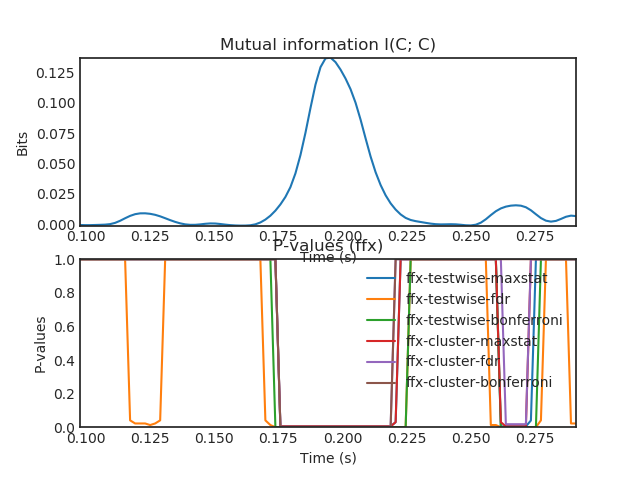 Mutual information I(C; C)
Bits
0.125
0.100
0.075
0.050
0.025
0.000
0.100 0.125 0.150 0.175 0.200 0.225 0.250 0.275
Time (s)
P-values (ffx)
P-values
1.0
0.8
0.6
0.4
0.2
0.0
ffx-testwise-maxstat
ffx-testwise-fdr
ffx-testwise-bonferroni
ffx-cluster-maxstat
ffx-cluster-fdr
ffx-cluster-bonferroni
0.100 0.125 0.150 0.175 0.200 0.225 0.250 0.275
Time (s)